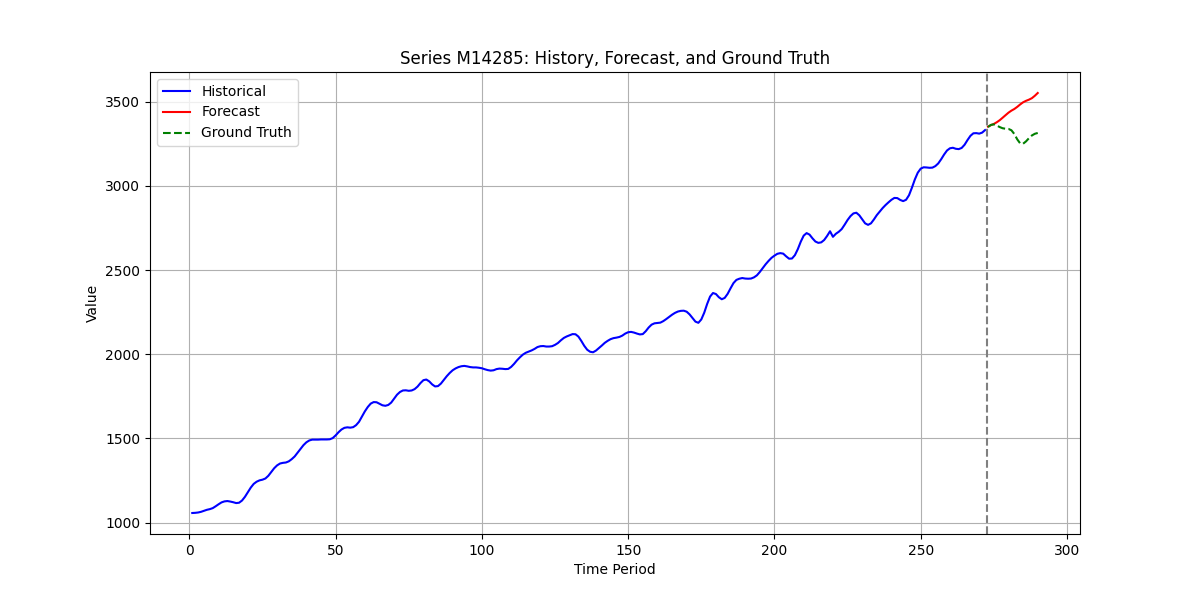 Series M14285: History, Forecast, and Ground Truth
Historical
Forecast
Ground Truth
3500
3000
2500
2000
1500
1000
Value
0 50 100 150 200 250 300
Time Period